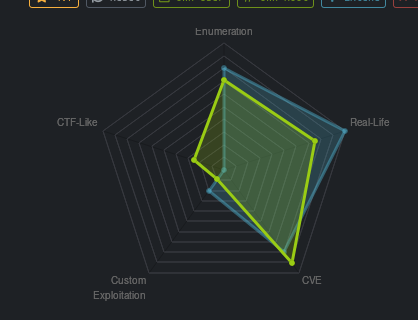 Enumeration
CTF-Like
Real-Life
Custom
Exploitation
CVE